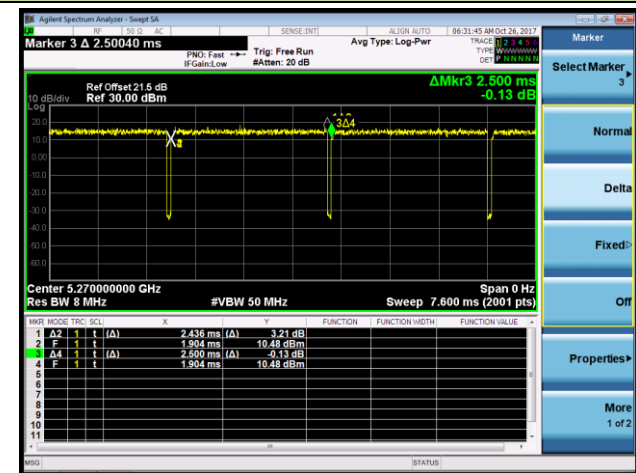 Agilent Spectrum Analyzer - Swept SA
RF 50 Ω AC SENSE:INT ALIGN AUTO 06:31:45 AM Oct 26, 2017
Marker 3 Δ 2.50040 ms
PNO: Fast Trig: Free Run Avg Type: Log-Pwr TRACE 1 2 3 4 5 6
TYPE WWWWWW
IFGain:Low #Atten: 20 dB DET P NNNNN
Ref Offset 21.5 dB ΔMkr3 2.500 ms
10 dB/div Ref 30.00 dBm -0.13 dB
Log
20.0
10.0
0.00
-10.0
-20.0
-30.0
-40.0
-50.0
-60.0
3Δ4
Center 5.270000000 GHz Span 0 Hz
Res BW 8 MHz #VBW 50 MHz Sweep 7.600 ms (2001 pts)
MKR MODE TRC SCL X Y FUNCTION FUNCTION WIDTH FUNCTION VALUE
1 Δ2 1 t (Δ) 2.436 ms (Δ) 3.21 dB
2 F 1 t 1.904 ms 10.48 dBm
3 Δ4 1 t (Δ) 2.500 ms (Δ) -0.13 dB
4 F 1 t 1.904 ms 10.48 dBm
5
6
7
8
9
10
11
MSG STATUS
Marker
Select Marker
3
Normal
Delta
Fixed
Off
Properties
More
1 of 2